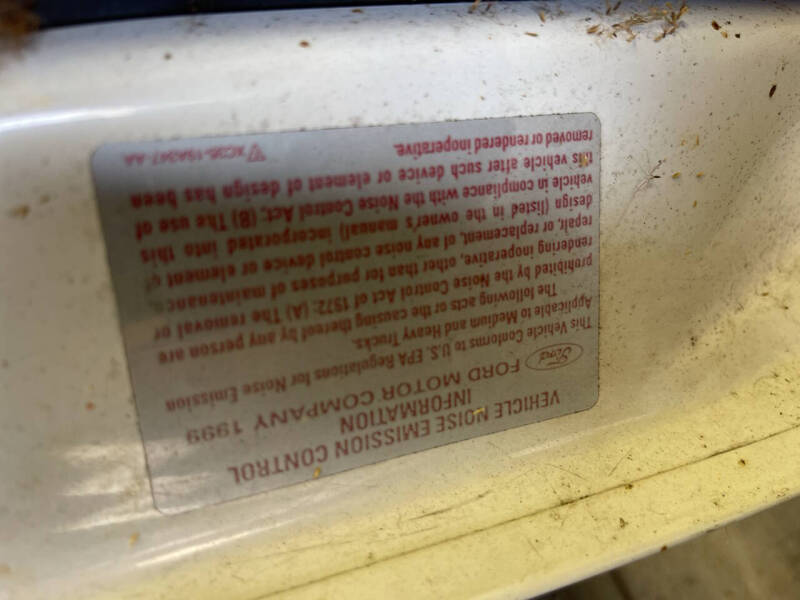 VEHICLE NOISE EMISSION CONTROL
INFORMATION
Ford FORD MOTOR COMPANY 1999
This Vehicle Conforms to U.S. EPA Regulations for Noise Emission
Applicable to Medium and Heavy Trucks.
The following acts or the causing thereof by any person are
prohibited by the Noise Control Act of 1972: (A) The removal or
rendering inoperative, other than for purposes of maintenanc
repair, or replacement, of any noise control device or element of
design (listed in the owner's manual) incorporated into this
vehicle in compliance with the Noise Control Act; (B) The use of
this vehicle after such device or element of design has been
removed or rendered inoperative.